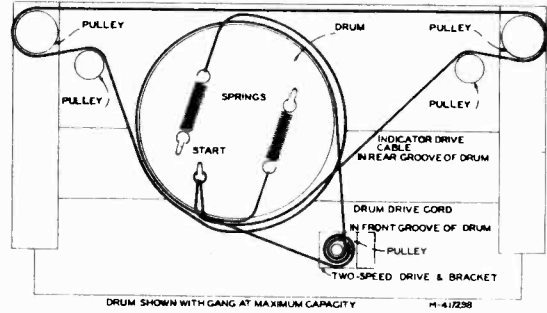 PULLEY
DRUM
PULLEY
PULLEY
SPRINGS
PULLEY
START
INDICATOR DRIVE
CABLE
IN REAR GROOVE OF DRUM
DRUM DRIVE CORD
IN FRONT GROOVE OF DRUM
PULLEY
TWO-SPEED DRIVE & BRACKET
DRUM SHOWN WITH GANG AT MAXIMUM CAPACITY
M-417298